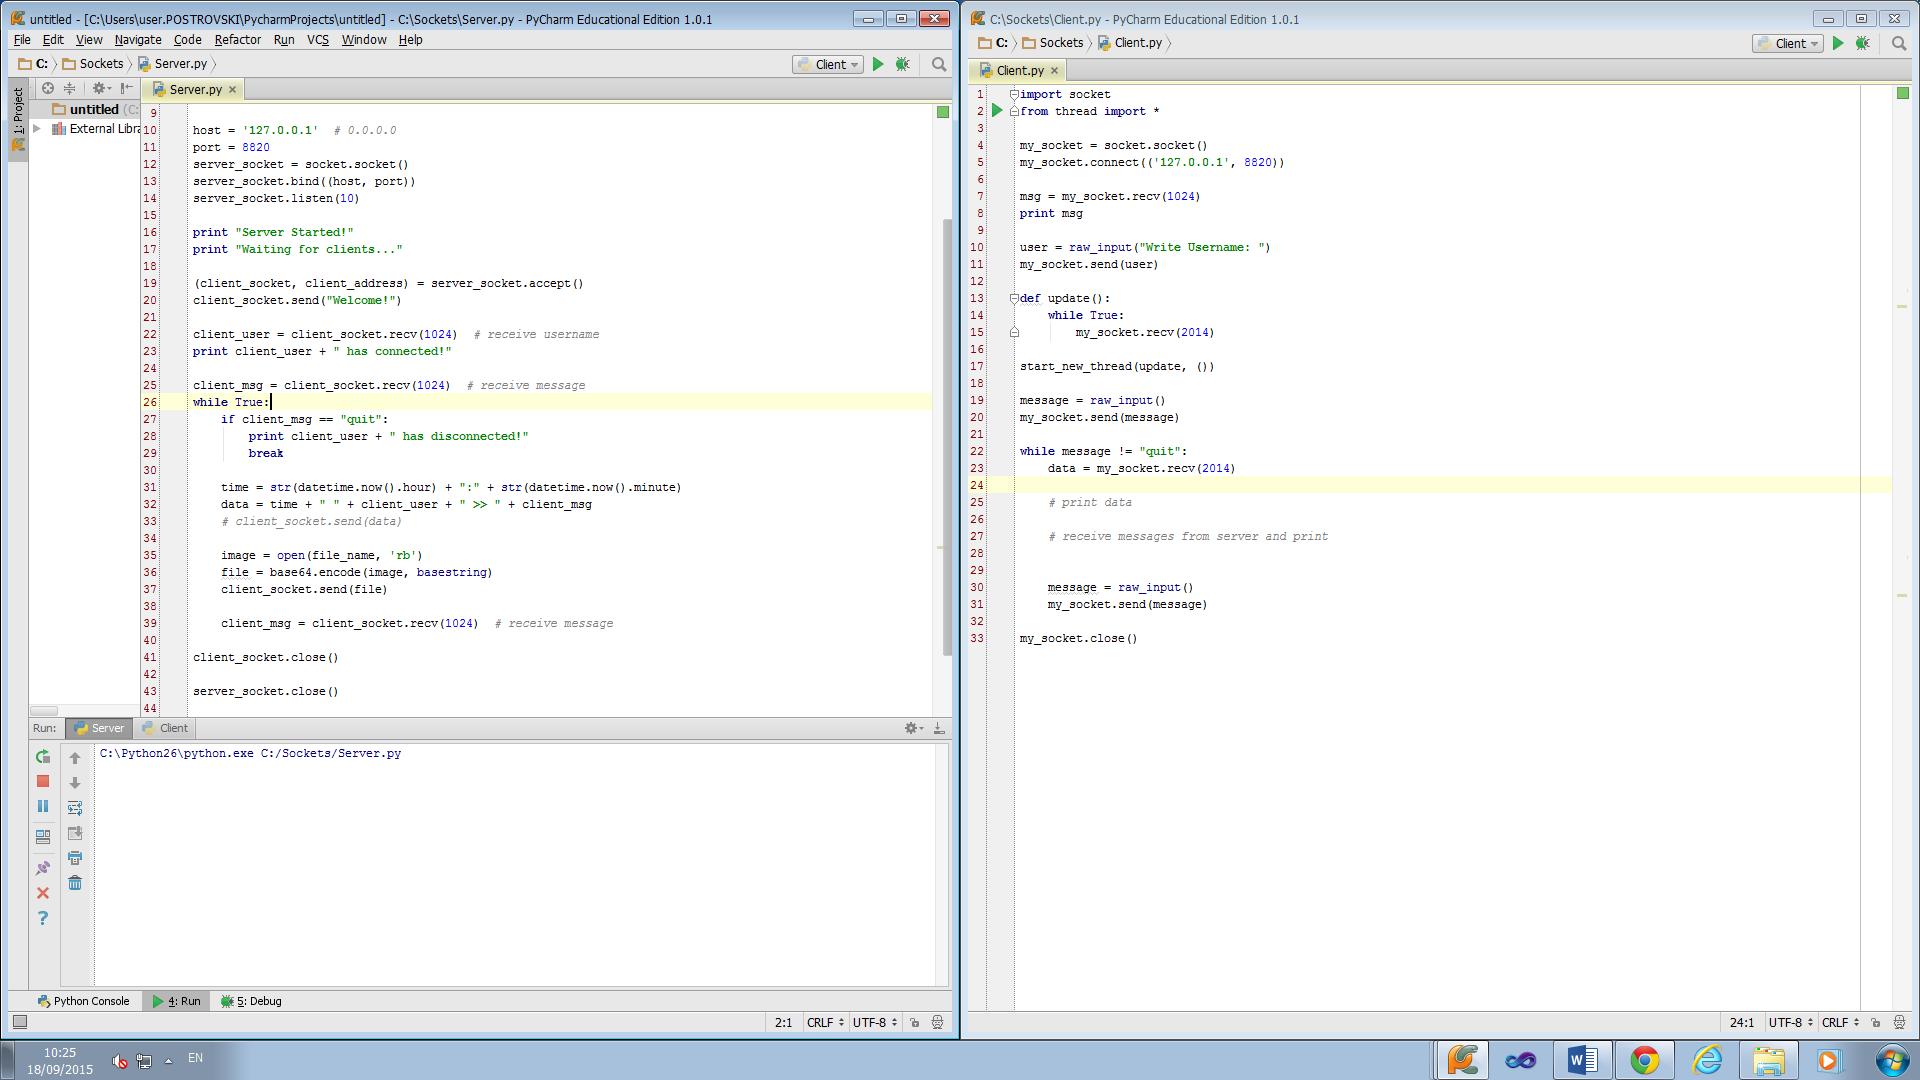 untitled - [C:\Users\user.POSTROVSKI\PycharmProjects\untitled] - C:\Sockets\Server.py - PyCharm Educational Edition 1.0.1
File Edit View Navigate Code Refactor Run VCS Window Help
C: Sockets Server.py
Client
1: Project
Server.py
untitled (C:
External Libra
9
10 host = '127.0.0.1' # 0.0.0.0
11 port = 8820
12 server_socket = socket.socket()
13 server_socket.bind((host, port))
14 server_socket.listen(10)
15
16 print "Server Started!"
17 print "Waiting for clients..."
18
19 (client_socket, client_address) = server_socket.accept()
20 client_socket.send("Welcome!")
21
22 client_user = client_socket.recv(1024) # receive username
23 print client_user + " has connected!"
24
25 client_msg = client_socket.recv(1024) # receive message
26 while True:
27 if client_msg == "quit":
28 print client_user + " has disconnected!"
29 break
30
31 time = str(datetime.now().hour) + ":" + str(datetime.now().minute)
32 data = time + " " + client_user + " >> " + client_msg
33 # client_socket.send(data)
34
35 image = open(file_name, 'rb')
36 file = base64.encode(image, basestring)
37 client_socket.send(file)
38
39 client_msg = client_socket.recv(1024) # receive message
40
41 client_socket.close()
42
43 server_socket.close()
44
Run: Server Client
C:\Python26\python.exe C:/Sockets/Server.py
Python Console 4: Run 5: Debug
2:1 CRLF UTF-8
C:\Sockets\Client.py - PyCharm Educational Edition 1.0.1
C: Sockets Client.py
Client
Client.py
1 import socket
2 from thread import *
3
4 my_socket = socket.socket()
5 my_socket.connect(('127.0.0.1', 8820))
6
7 msg = my_socket.recv(1024)
8 print msg
9
10 user = raw_input("Write Username: ")
11 my_socket.send(user)
12
13 def update():
14 while True:
15 my_socket.recv(2014)
16
17 start_new_thread(update, ())
18
19 message = raw_input()
20 my_socket.send(message)
21
22 while message != "quit":
23 data = my_socket.recv(2014)
24
25 # print data
26
27 # receive messages from server and print
28
29
30 message = raw_input()
31 my_socket.send(message)
32
33 my_socket.close()
24:1 UTF-8 CRLF
10:25
18/09/2015
EN